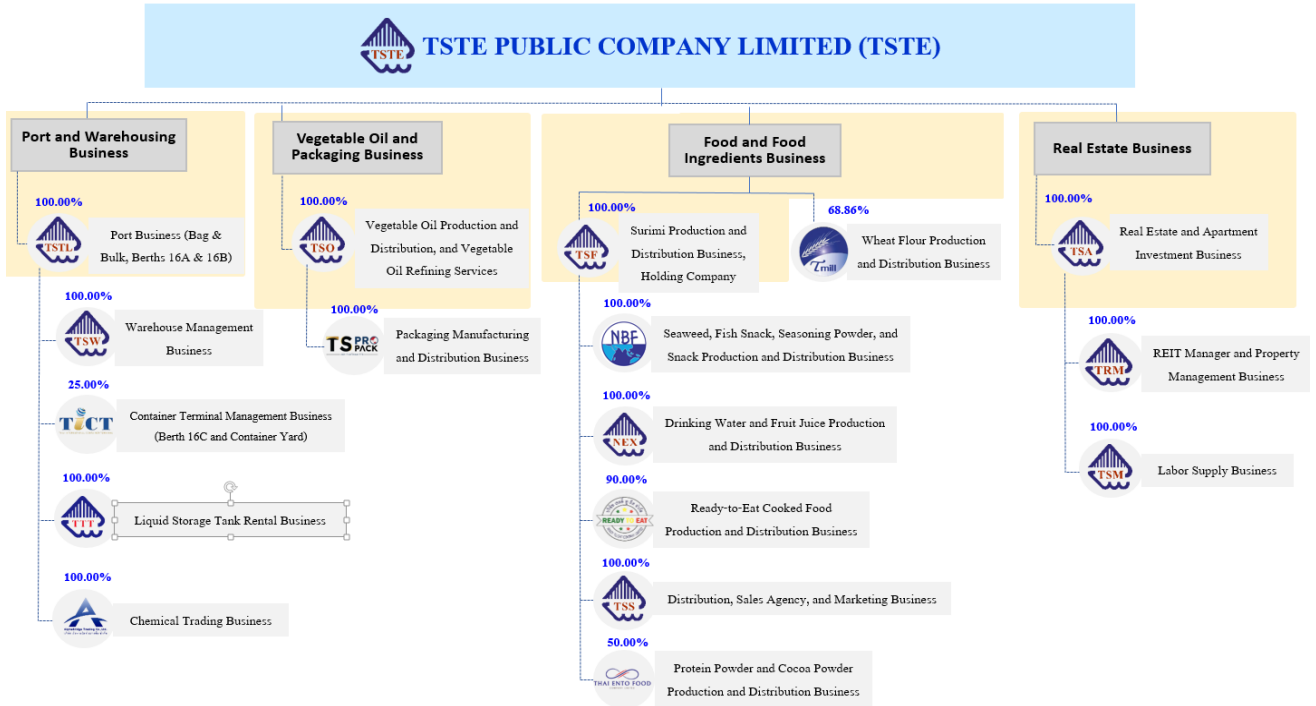 TSTE
TSTE PUBLIC COMPANY LIMITED (TSTE)
Port and Warehousing
Business
100.00%
TSTL
Port Business (Bag &
Bulk, Berths 16A & 16B)
100.00%
TSW
Warehouse Management
Business
25.00%
TICT
Container Terminal Management Business
(Berth 16C and Container Yard)
100.00%
TTT
Liquid Storage Tank Rental Business
100.00%
Chemical Trading Business
Vegetable Oil and
Packaging Business
100.00%
TSO
Vegetable Oil Production and
Distribution, and Vegetable
Oil Refining Services
100.00%
TS PRO
PACK
Packaging Manufacturing
and Distribution Business
Food and Food
Ingredients Business
100.00%
TSF
Surimi Production and
Distribution Business,
Holding Company
68.86%
Tmill
Wheat Flour Production
and Distribution Business
100.00%
NBF
Seaweed, Fish Snack, Seasoning Powder, and
Snack Production and Distribution Business
100.00%
NEX
Drinking Water and Fruit Juice Production
and Distribution Business
90.00%
READY TO EAT
Ready-to-Eat Cooked Food
Production and Distribution Business
100.00%
TSS
Distribution, Sales Agency, and Marketing Business
50.00%
THAI ENTO FOOD
Protein Powder and Cocoa Powder
Production and Distribution Business
Real Estate Business
100.00%
TSA
Real Estate and Apartment
Investment Business
100.00%
TRM
REIT Manager and Property
Management Business
100.00%
TSM
Labor Supply Business